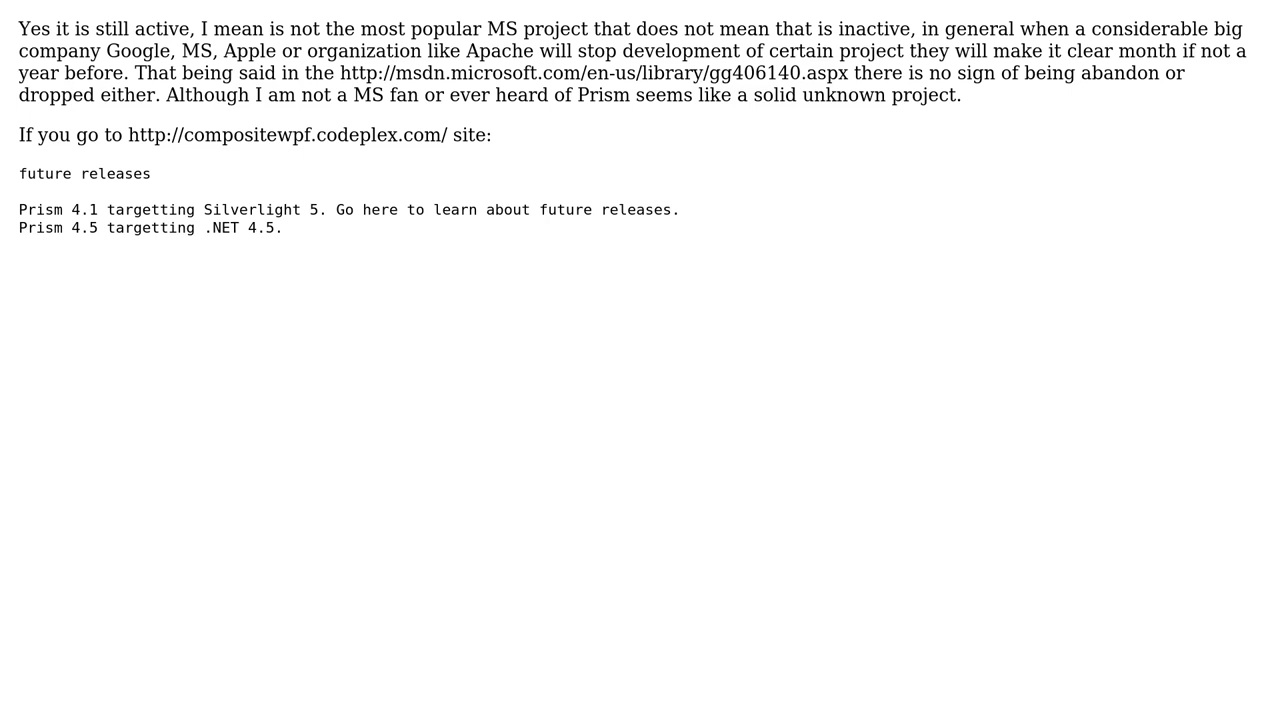 Yes it is still active, I mean is not the most popular MS project that does not mean that is inactive, in general when a considerable big
company Google, MS, Apple or organization like Apache will stop development of certain project they will make it clear month if not a
year before. That being said in the http://msdn.microsoft.com/en-us/library/gg406140.aspx there is no sign of being abandon or
dropped either. Although I am not a MS fan or ever heard of Prism seems like a solid unknown project.
If you go to http://compositewpf.codeplex.com/ site:
future releases
Prism 4.1 targetting Silverlight 5. Go here to learn about future releases.
Prism 4.5 targetting .NET 4.5.